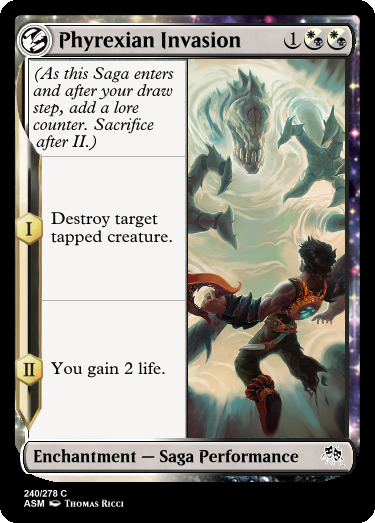 Phyrexian Invasion 1
(As this Saga enters
and after your draw
step, add a lore
counter. Sacrifice
after II.)
I
Destroy target
tapped creature.
II
You gain 2 life.
Enchantment — Saga Performance
240/278 C
ASM Thomas Ricci